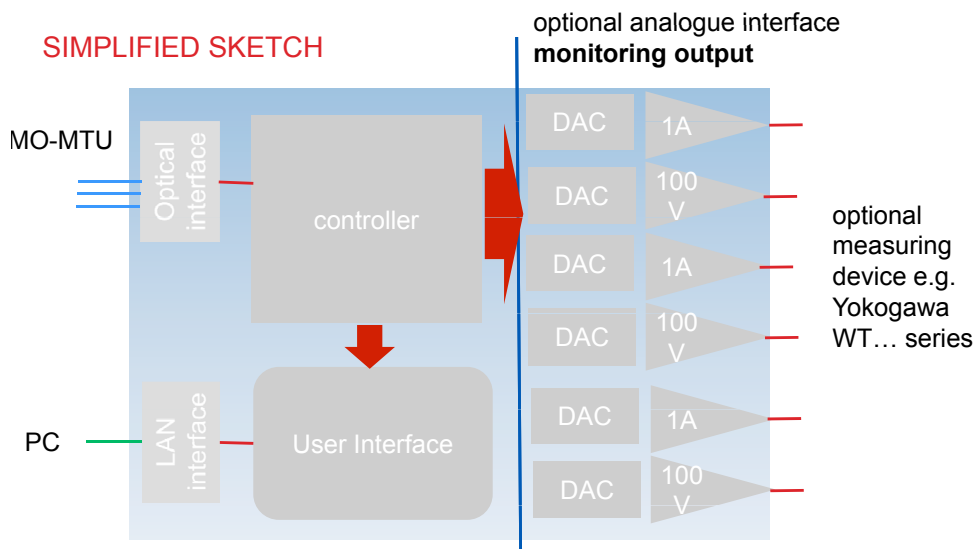 SIMPLIFIED SKETCH
optional analogue interface
monitoring output
MO-MTU
Optical
interface
controller
DAC
1A
DAC
100
V
DAC
1A
DAC
100
V
DAC
1A
DAC
100
V
optional
measuring
device e.g.
Yokogawa
WT… series
PC
LAN
interface
User Interface